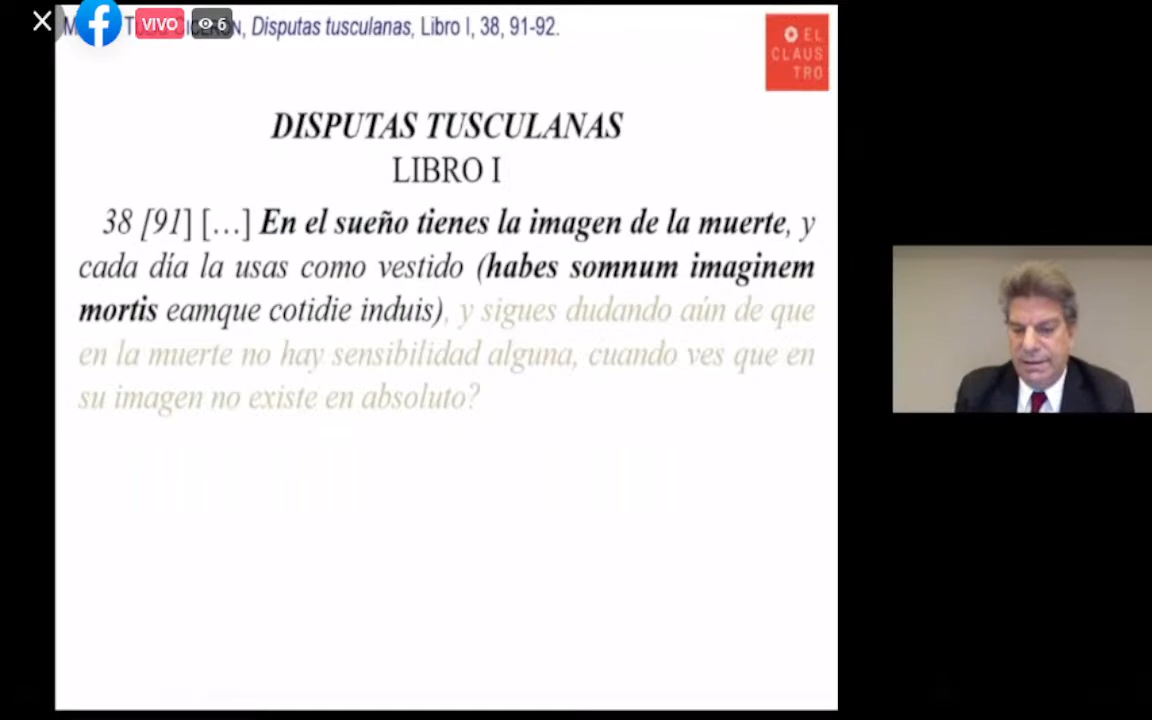 VIVO 6
Disputas tusculanas, Libro I, 38, 91-92.
EL
CLAUS
TRO
DISPUTAS TUSCULANAS
LIBRO I
38 [91] […] En el sueño tienes la imagen de la muerte, y
cada día la usas como vestido (habes somnum imaginem
mortis eamque cotidie induis), y sigues dudando aún de que
en la muerte no hay sensibilidad alguna, cuando ves que en
su imagen no existe en absoluto?